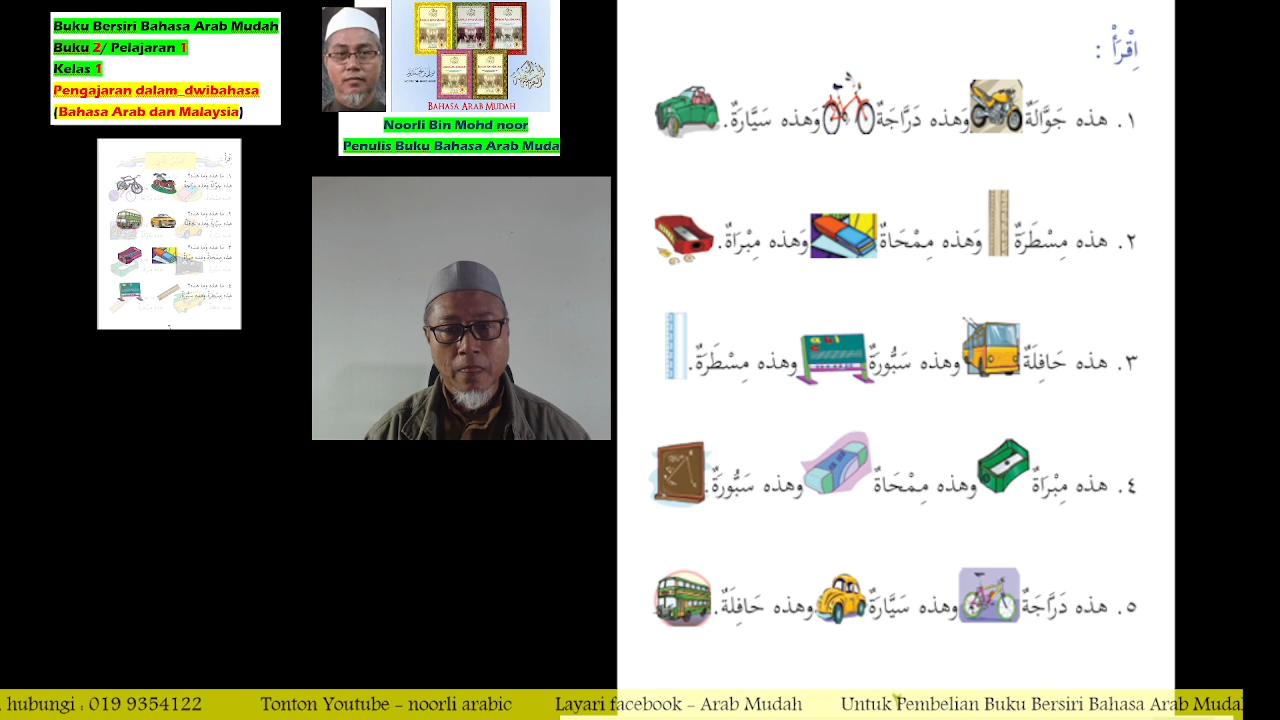 Buku Bersiri Bahasa Arab Mudah
Buku 2/ Pelajaran 1
Kelas 1
Pengajaran dalam dwibahasa
(Bahasa Arab dan Malaysia)
BAHASA ARAB MUDAH
Noorli Bin Mohd noor
Penulis Buku Bahasa Arab Muda
اِقْرَأْ :
١. هذه جَوَّالَةٌ وَهذه دَرَّاجَةٌ وَهذه سَيَّارَةٌ.
٢. هذه مِسْطَرَةٌ وَهذه مِمْحَاةٌ وَهذه مِبْرَاةٌ.
٣. هذه حَافِلَةٌ وهذه سَبُّورَةٌ وهذه مِسْطَرَةٌ.
٤. هذه مِبْرَاةٌ وهذه مِمْحَاةٌ وهذه سَبُّورَةٌ.
٥. هذه دَرَّاجَةٌ وهذه سَيَّارَةٌ وهذه حَافِلَةٌ.
hubungi : 019 9354122 Tonton Youtube - noorli arabic Layari facebook - Arab Mudah Untuk Pembelian Buku Bersiri Bahasa Arab Muda